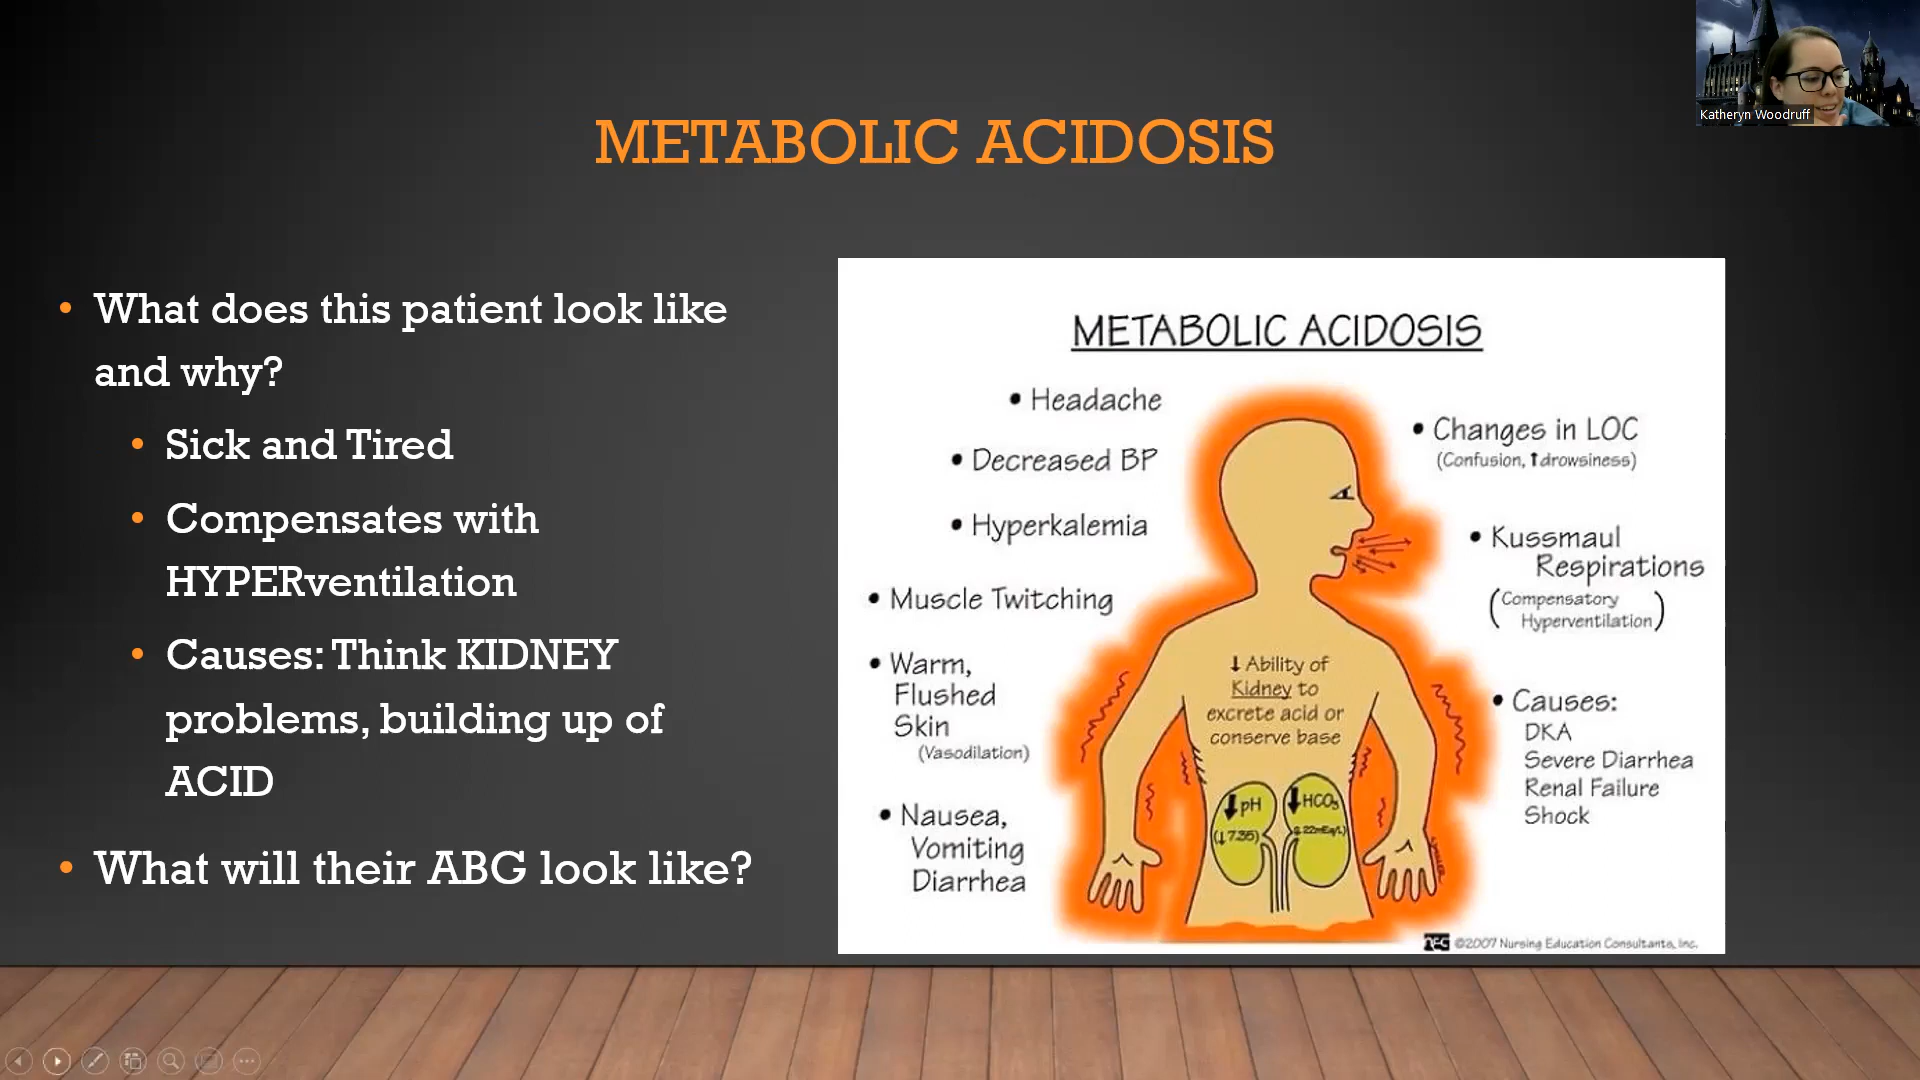 Katheryn Woodruff
METABOLIC ACIDOSIS
• What does this patient look like
and why?
• Sick and Tired
• Compensates with
HYPERventilation
• Causes: Think KIDNEY
problems, building up of
ACID
• What will their ABG look like?
METABOLIC ACIDOSIS
• Headache
• Decreased BP
• Hyperkalemia
• Muscle Twitching
• Warm,
Flushed
Skin
(Vasodilation)
• Nausea,
Vomiting
Diarrhea
• Changes in LOC
(Confusion, ↑drowsiness)
• Kussmaul
Respirations
(Compensatory
Hyperventilation)
• Causes:
DKA
Severe Diarrhea
Renal Failure
Shock
↓ Ability of
Kidney to
excrete acid or
conserve base
↓pH
(↓7.35)
↓HCO₃
(↓22mEq/L)
NEC ©2007 Nursing Education Consultants, Inc.